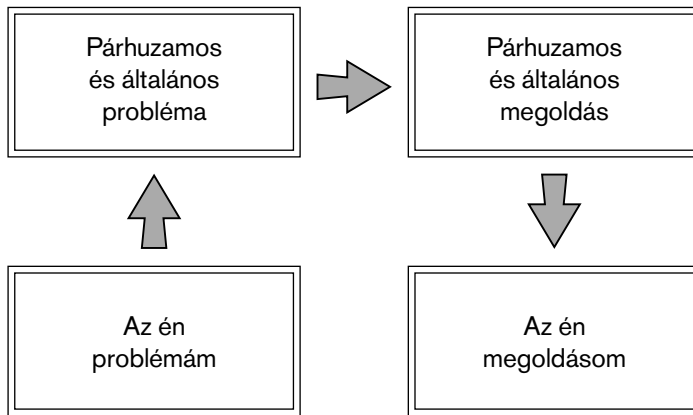 Párhuzamos
és általános
probléma
Párhuzamos
és általános
megoldás
Az én
problémám
Az én
megoldásom